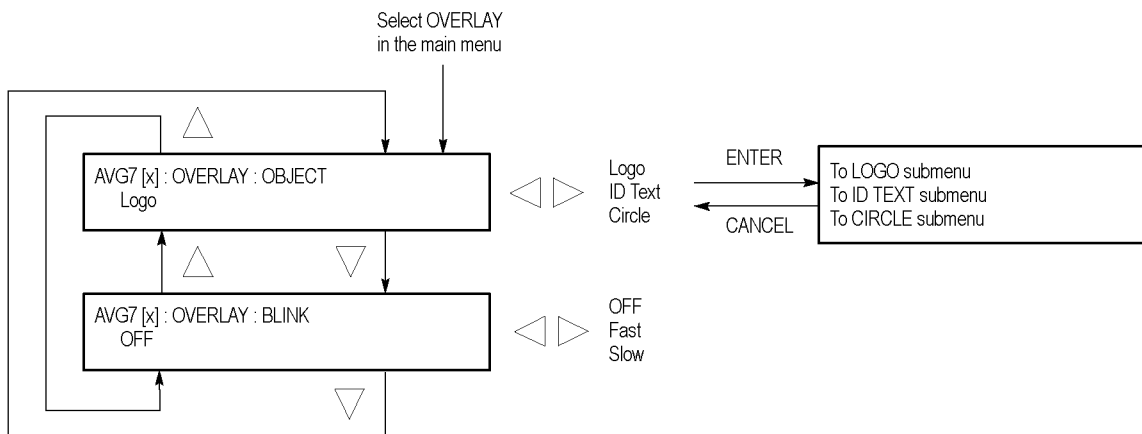 Select OVERLAY
in the main menu
AVG7 [x] : OVERLAY : OBJECT
Logo
Logo
ID Text
Circle
ENTER
CANCEL
To LOGO submenu
To ID TEXT submenu
To CIRCLE submenu
AVG7 [x] : OVERLAY : BLINK
OFF
OFF
Fast
Slow